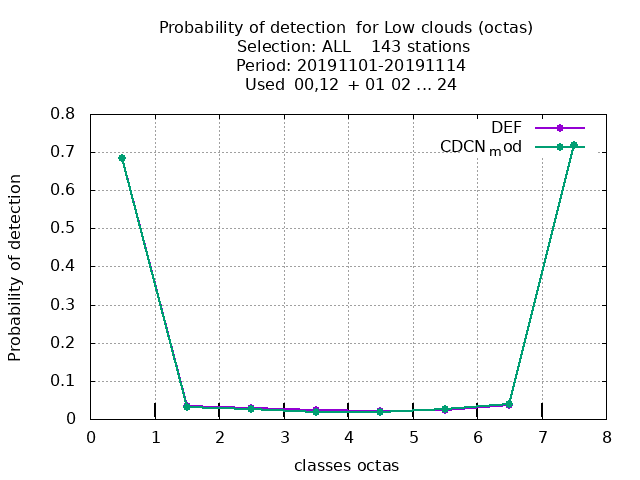 Probability of detection  for Low clouds (octas)
Selection: ALL    143 stations
Period: 20191101-20191114
Used  00,12  + 01 02 ... 24
DEF
CDCNmod
0.8
0.7
0.6
0.5
0.4
0.3
0.2
0.1
0
Probability of detection
0 1 2 3 4 5 6 7 8
classes octas